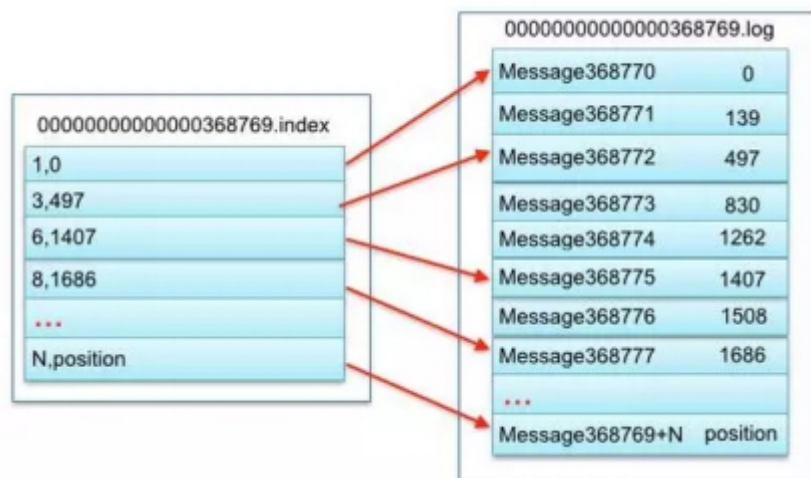 00000000000000368769.index
1,0
3,497
6,1407
8,1686
...
N,position
00000000000000368769.log
Message368770 0
Message368771 139
Message368772 497
Message368773 830
Message368774 1262
Message368775 1407
Message368776 1508
Message368777 1686
...
Message368769+N position